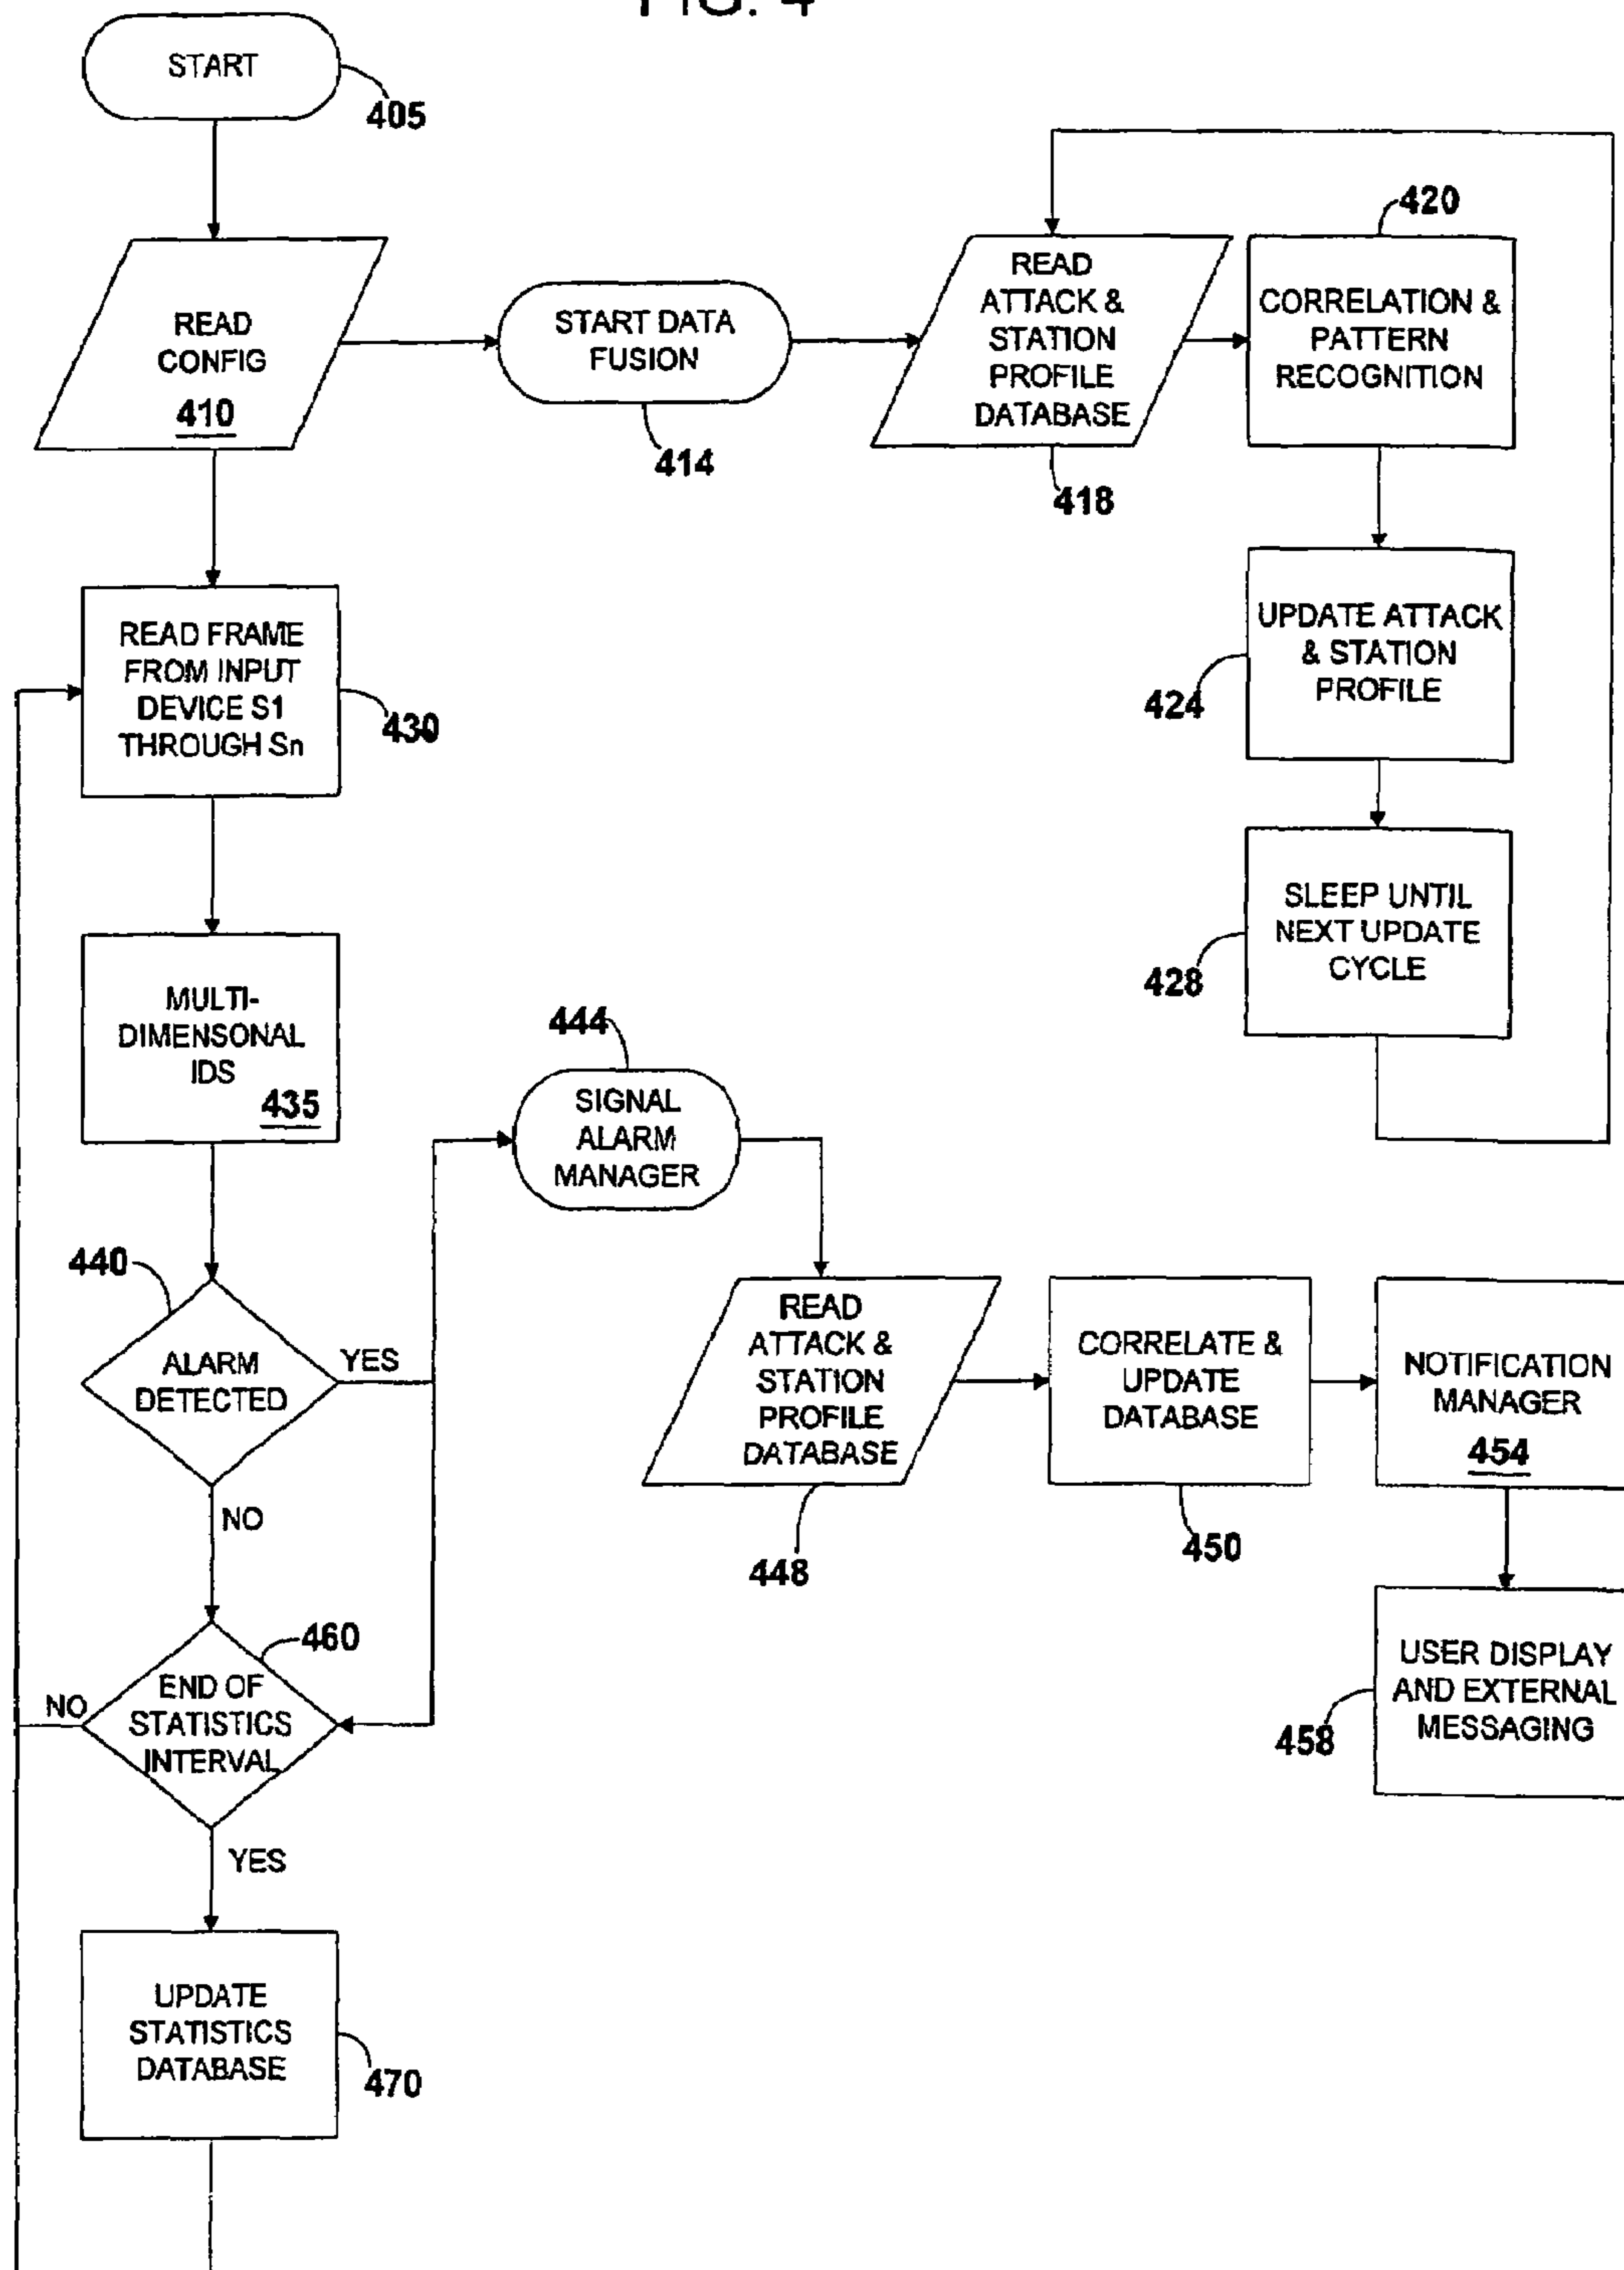 FIG. 4
START
405
READ
CONFIG
410
START DATA
FUSION
414
READ
ATTACK &
STATION
PROFILE
DATABASE
418
420
CORRELATION &
PATTERN
RECOGNITION
UPDATE ATTACK
& STATION
PROFILE
424
SLEEP UNTIL
NEXT UPDATE
CYCLE
428
READ FRAME
FROM INPUT
DEVICE S1
THROUGH Sn
430
MULTI-
DIMENSONAL
IDS
435
440
ALARM
DETECTED
YES
NO
444
SIGNAL
ALARM
MANAGER
READ
ATTACK &
STATION
PROFILE
DATABASE
448
CORRELATE &
UPDATE
DATABASE
450
NOTIFICATION
MANAGER
454
USER DISPLAY
AND EXTERNAL
MESSAGING
458
460
END OF
STATISTICS
INTERVAL
NO
YES
UPDATE
STATISTICS
DATABASE
470